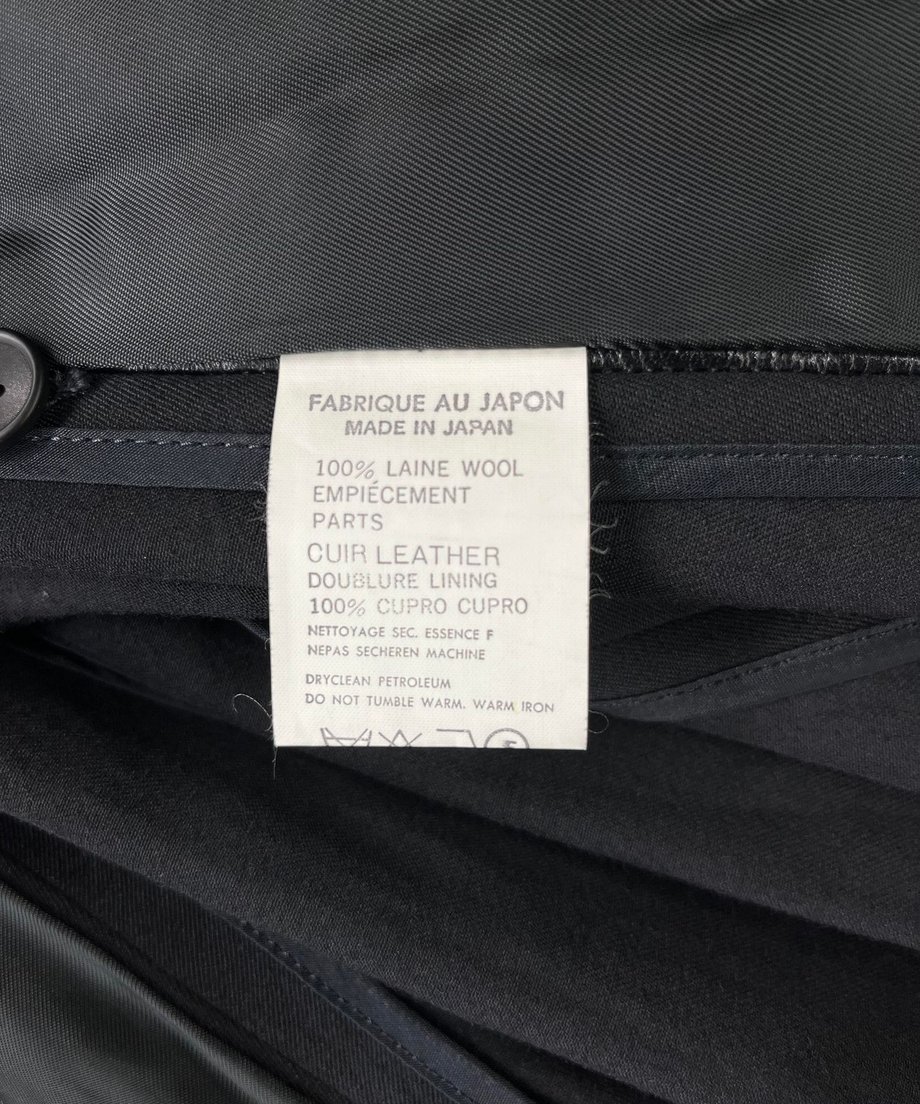 FABRIQUE AU JAPON
MADE IN JAPAN
100% LAINE WOOL
EMPIÉCEMENT
PARTS
CUIR LEATHER
DOUBLURE LINING
100% CUPRO CUPRO
NETTOYAGE SEC. ESSENCE F
NEPAS SECHEREN MACHINE
DRYCLEAN PETROLEUM
DO NOT TUMBLE WARM. WARM IRON